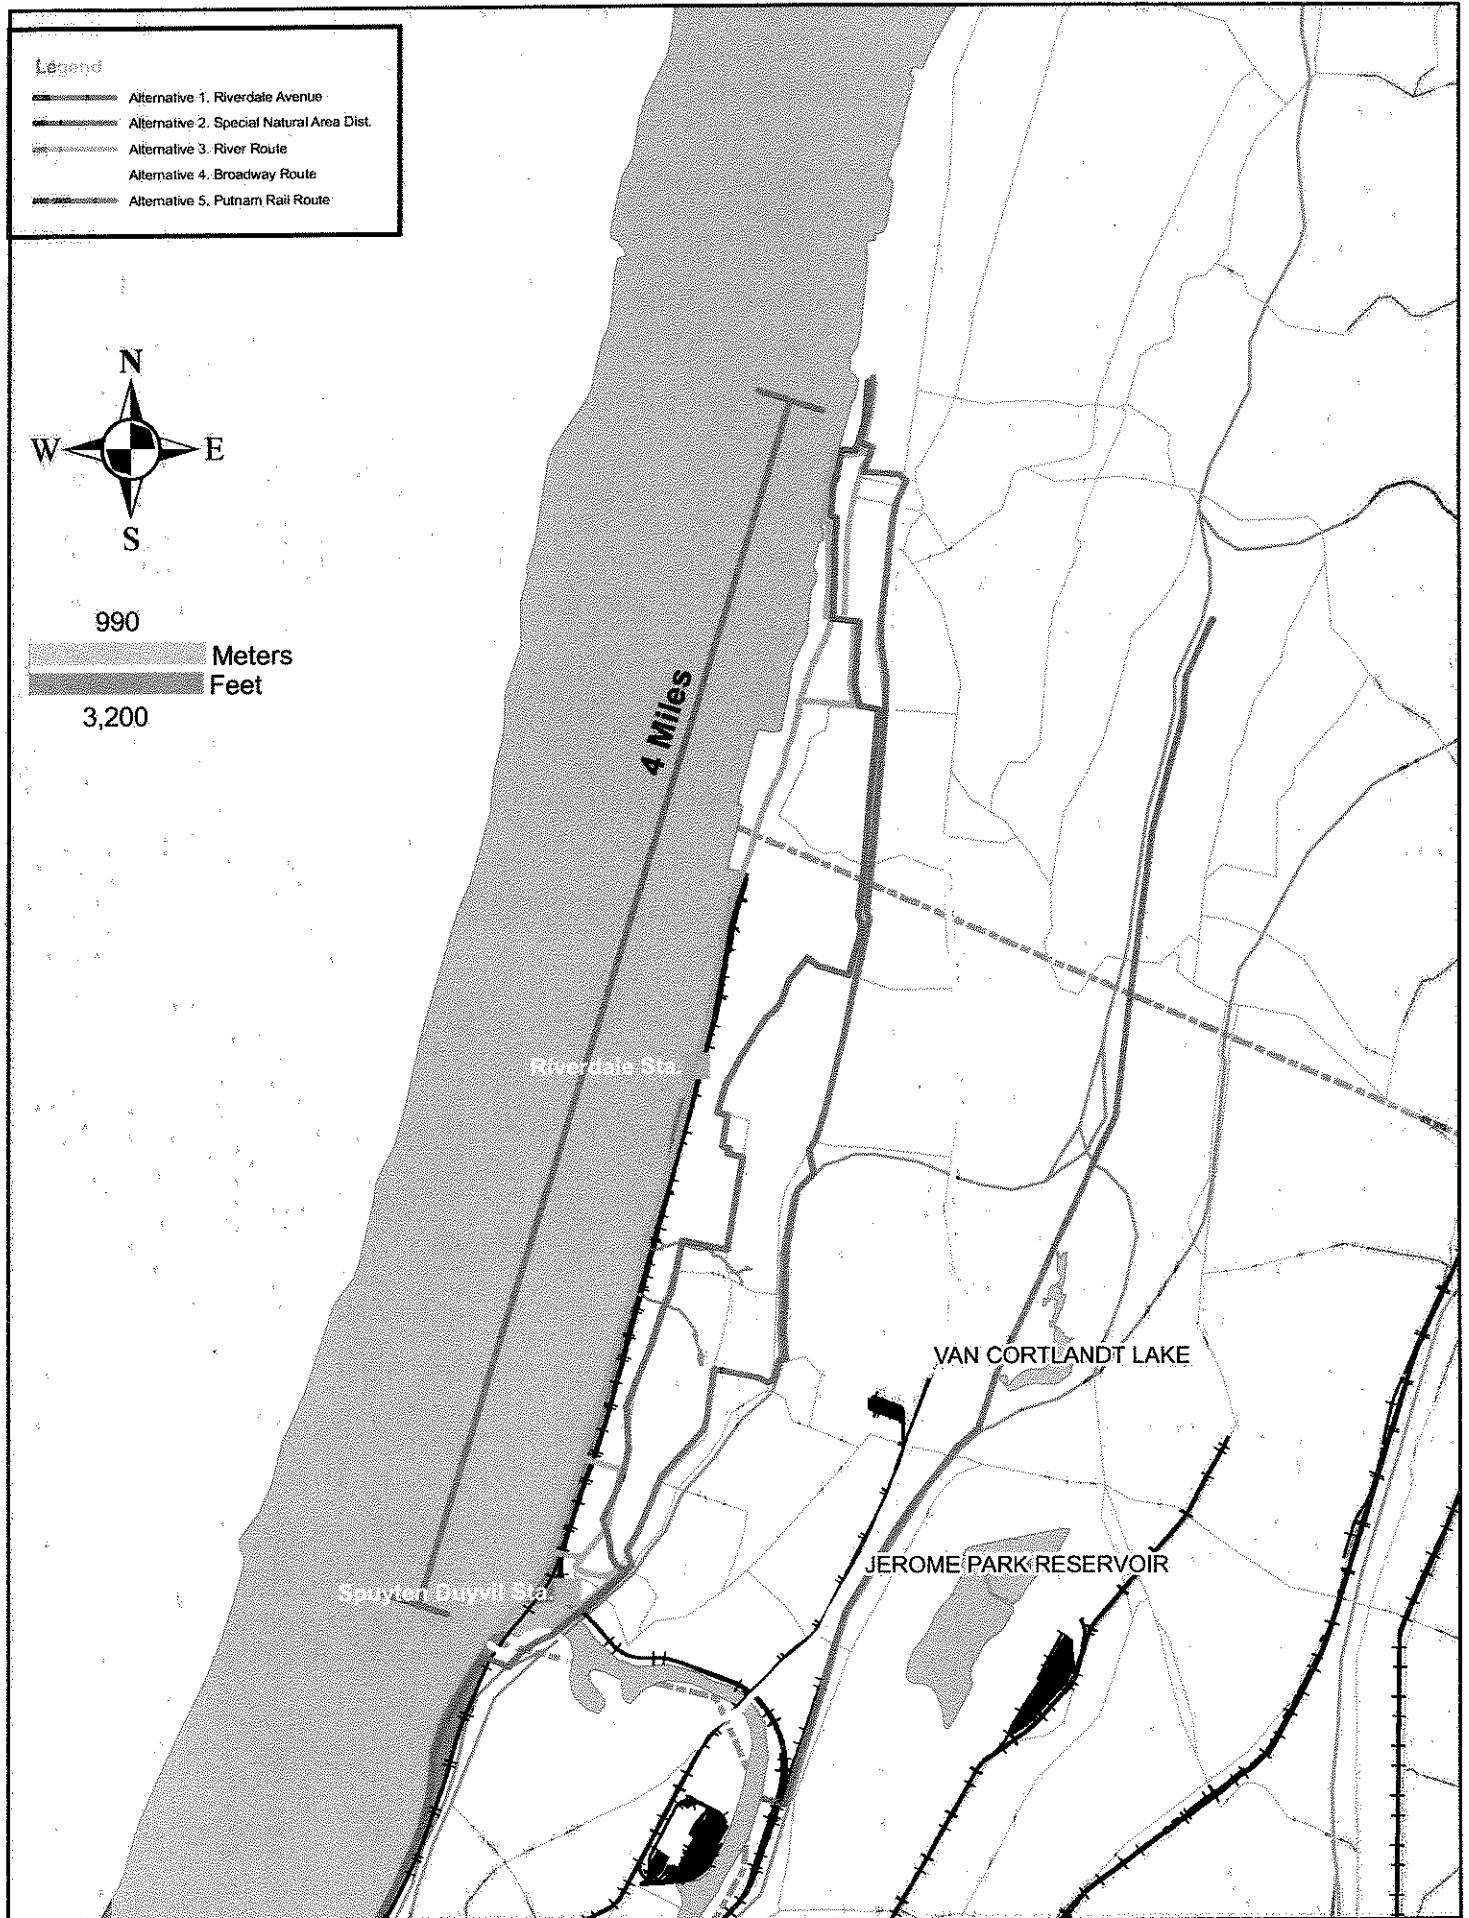 Legend
Alternative 1. Riverdale Avenue
Alternative 2. Special Natural Area Dist.
Alternative 3. River Route
Alternative 4. Broadway Route
Alternative 5. Putnam Rail Route
N
W
E
S
990
Meters
Feet
3,200
4 Miles
Riverdale Sta.
VAN CORTLANDT LAKE
JEROME PARK RESERVOIR
Spuyten Duyvil Sta.